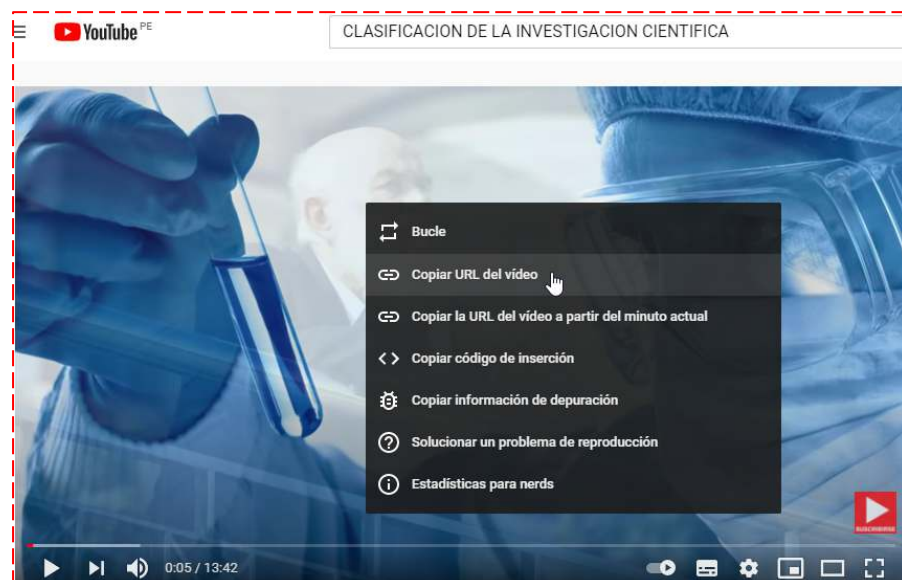 YouTube PE
CLASIFICACION DE LA INVESTIGACION CIENTIFICA
Bucle
Copiar URL del vídeo
Copiar la URL del vídeo a partir del minuto actual
Copiar código de inserción
Copiar información de depuración
Solucionar un problema de reproducción
Estadísticas para nerds
SUSCRIBIRSE
0:05 / 13:42